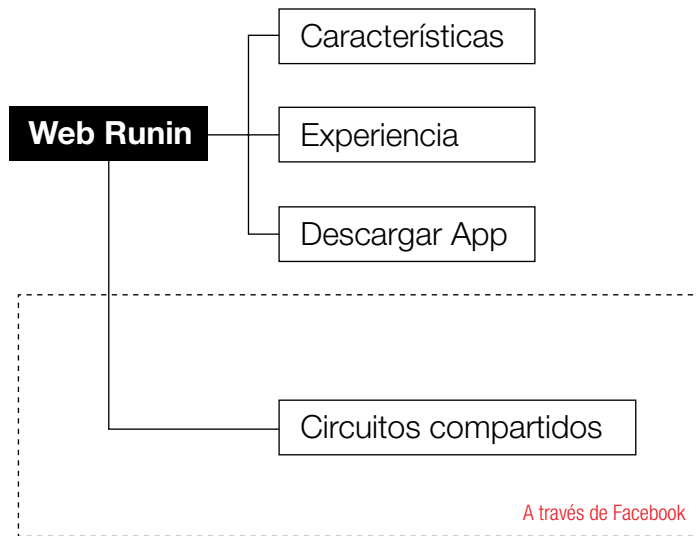 Características
Web Runin
Experiencia
Descargar App
Circuitos compartidos
A través de Facebook